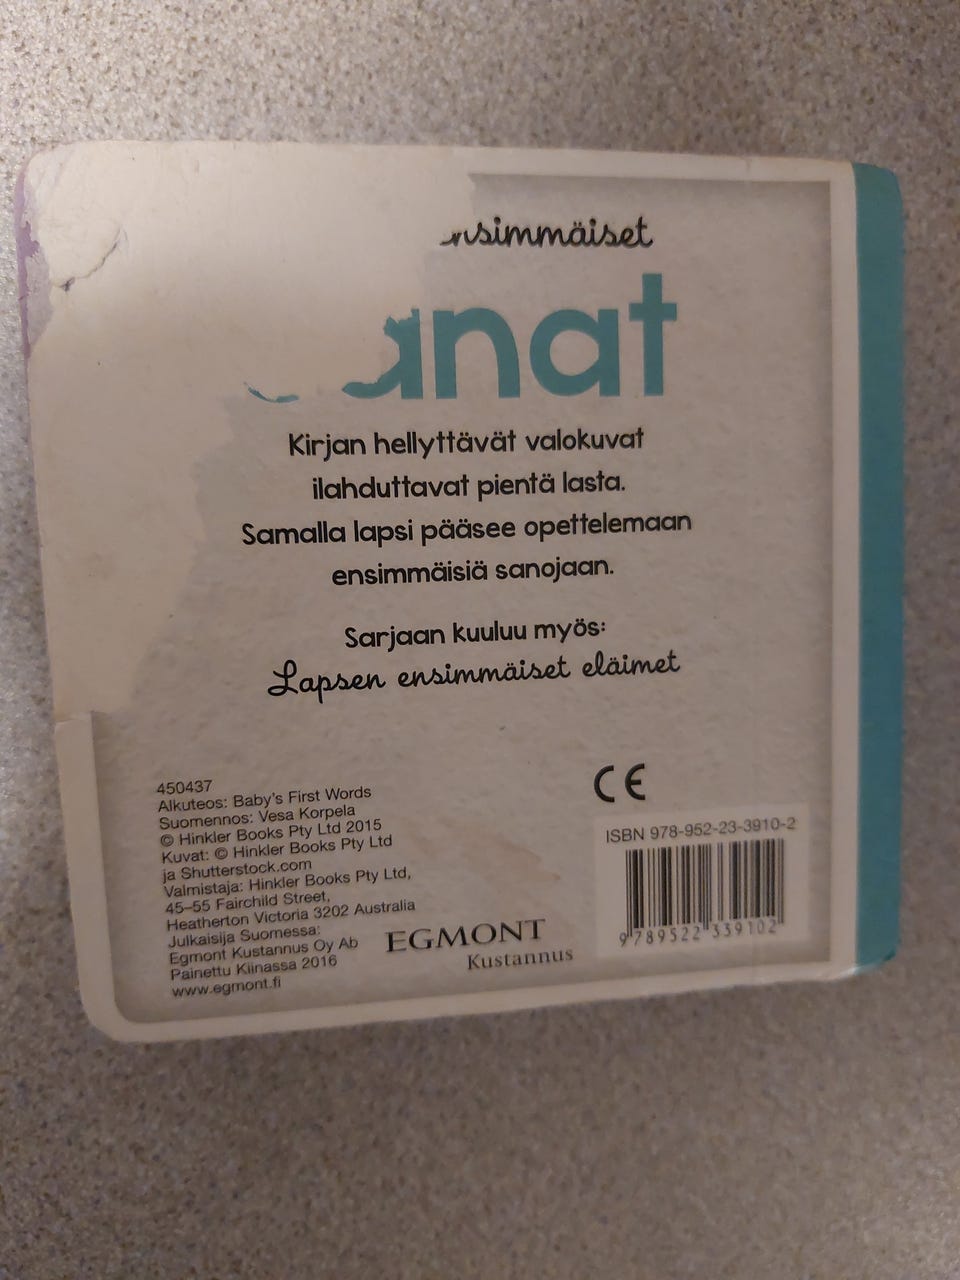 ensimmäiset
anat
Kirjan hellyttävät valokuvat
ilahduttavat pientä lasta.
Samalla lapsi pääsee opettelemaan
ensimmäisiä sanojaan.
Sarjaan kuuluu myös:
Lapsen ensimmäiset eläimet
450437
Alkuteos: Baby's First Words
Suomennos: Vesa Korpela
© Hinkler Books Pty Ltd 2015
Kuvat: © Hinkler Books Pty Ltd
ja Shutterstock.com
Valmistaja: Hinkler Books Pty Ltd,
45–55 Fairchild Street,
Heatherton Victoria 3202 Australia
Julkaisija Suomessa:
Egmont Kustannus Oy Ab
Painettu Kiinassa 2016
www.egmont.fi
EGMONT
Kustannus
CE
ISBN 978-952-23-3910-2
9 789522 339102